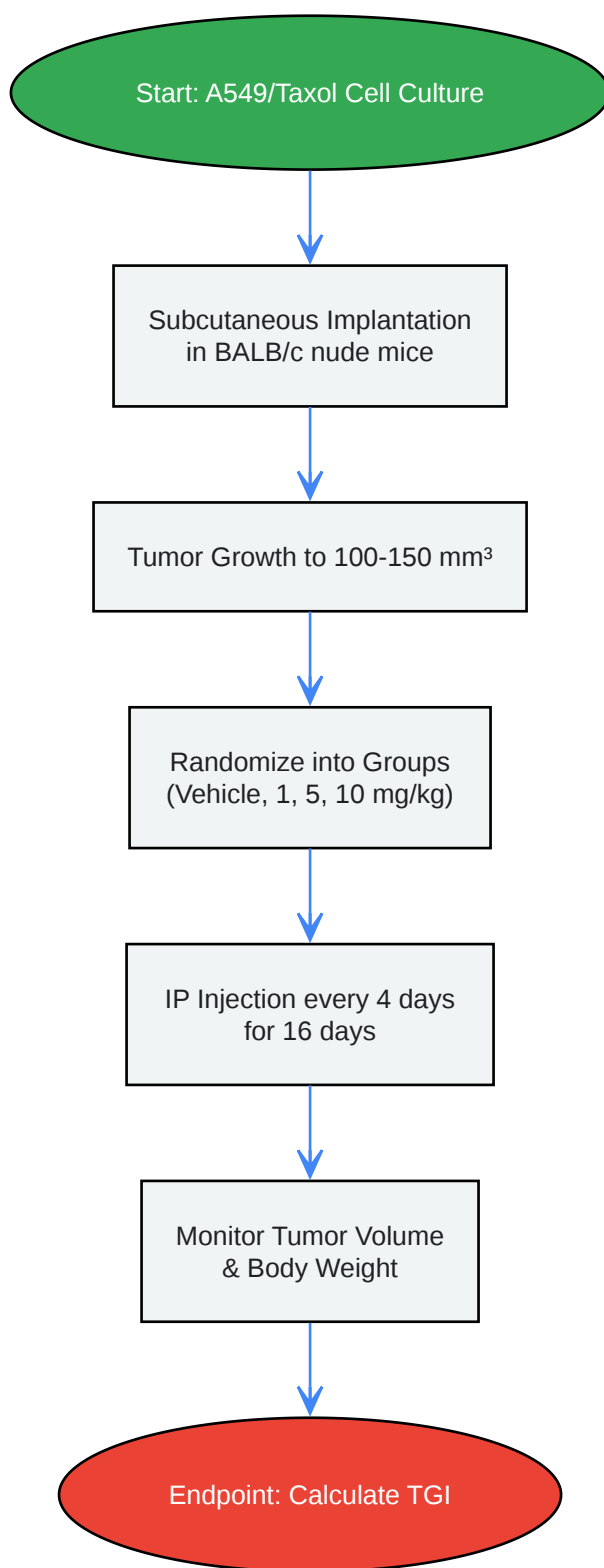 Start: A549/Taxol Cell Culture
Subcutaneous Implantation
in BALB/c nude mice
Tumor Growth to 100-150 mm³
Randomize into Groups
(Vehicle, 1, 5, 10 mg/kg)
IP Injection every 4 days
for 16 days
Monitor Tumor Volume
& Body Weight
Endpoint: Calculate TGI